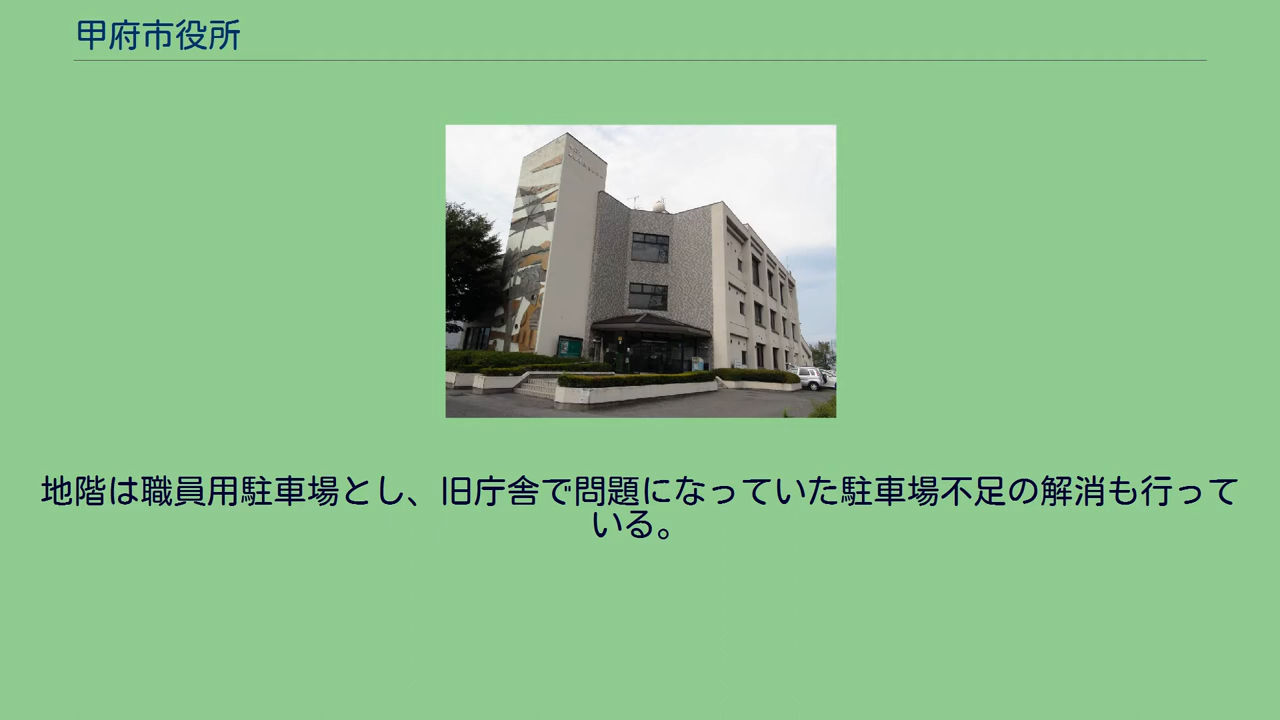 甲府市役所
地階は職員用駐車場とし、旧庁舎で問題になっていた駐車場不足の解消も行って
いる。